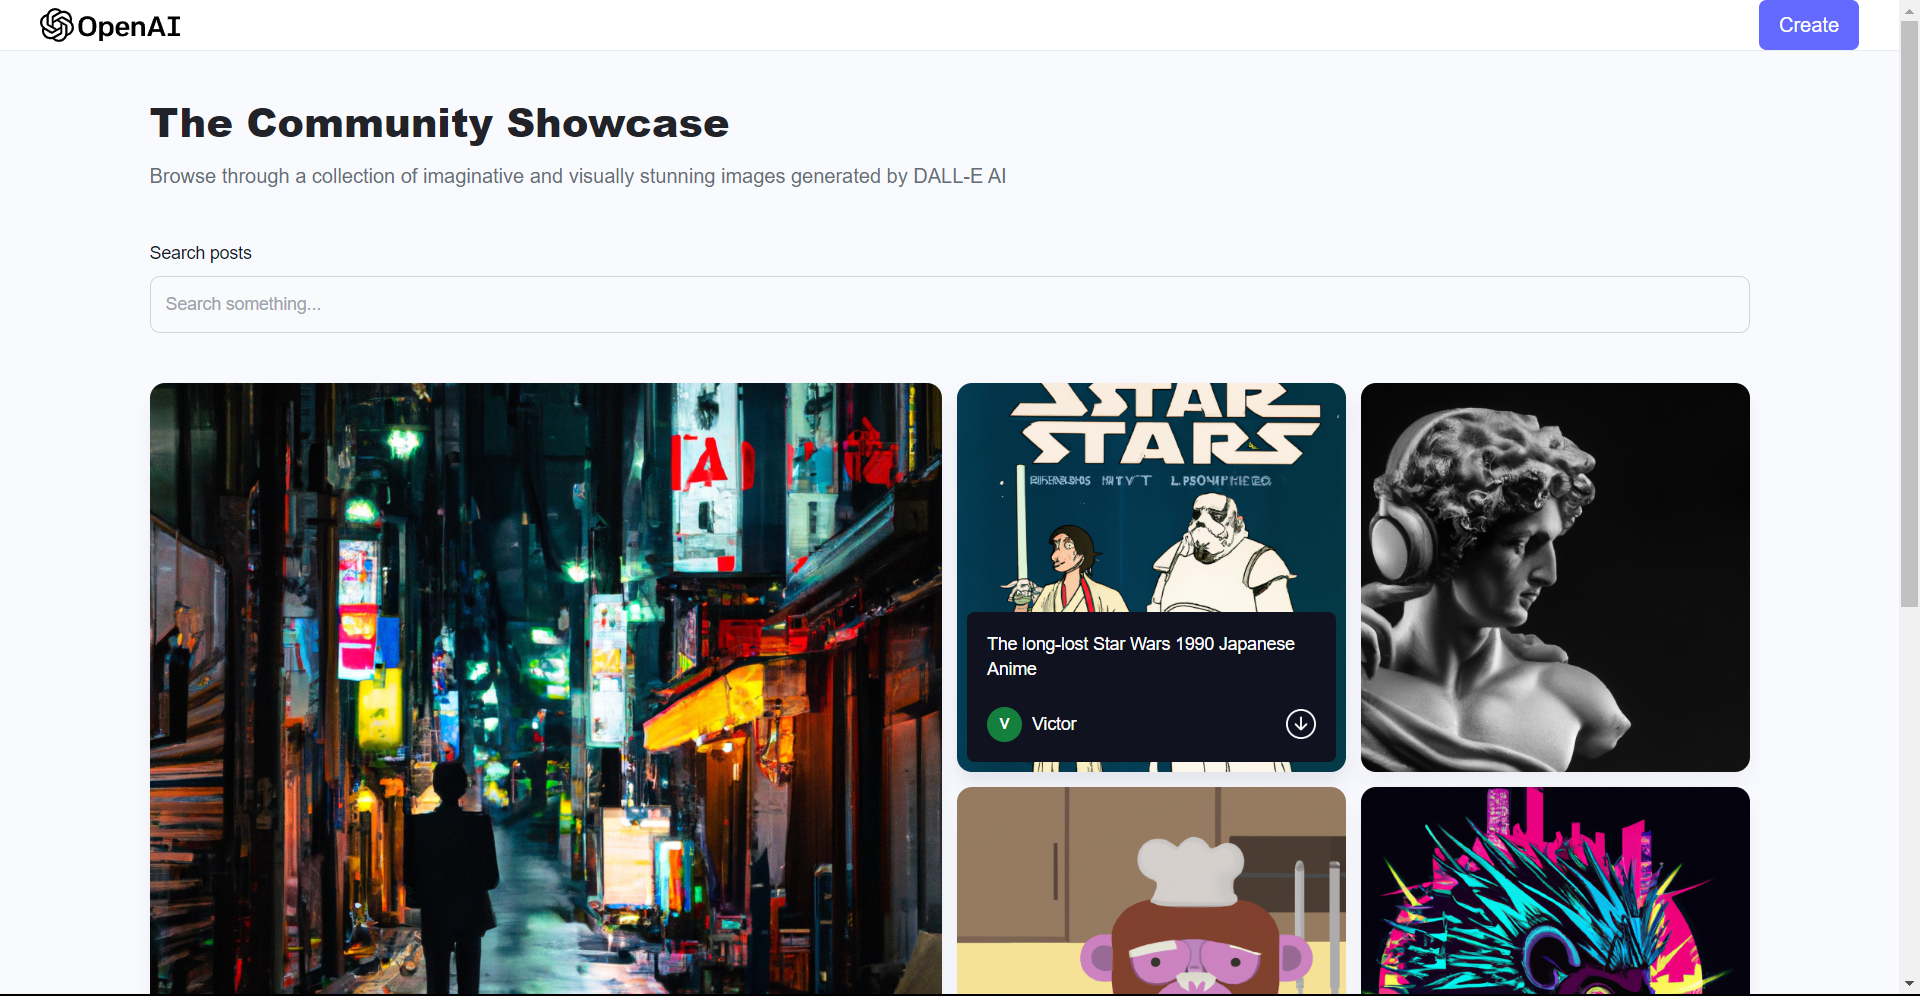 OpenAI
Create
The Community Showcase
Browse through a collection of imaginative and visually stunning images generated by DALL-E AI
Search posts
Search something...
SSTAR
STARS
The long-lost Star Wars 1990 Japanese
Anime
V
Victor